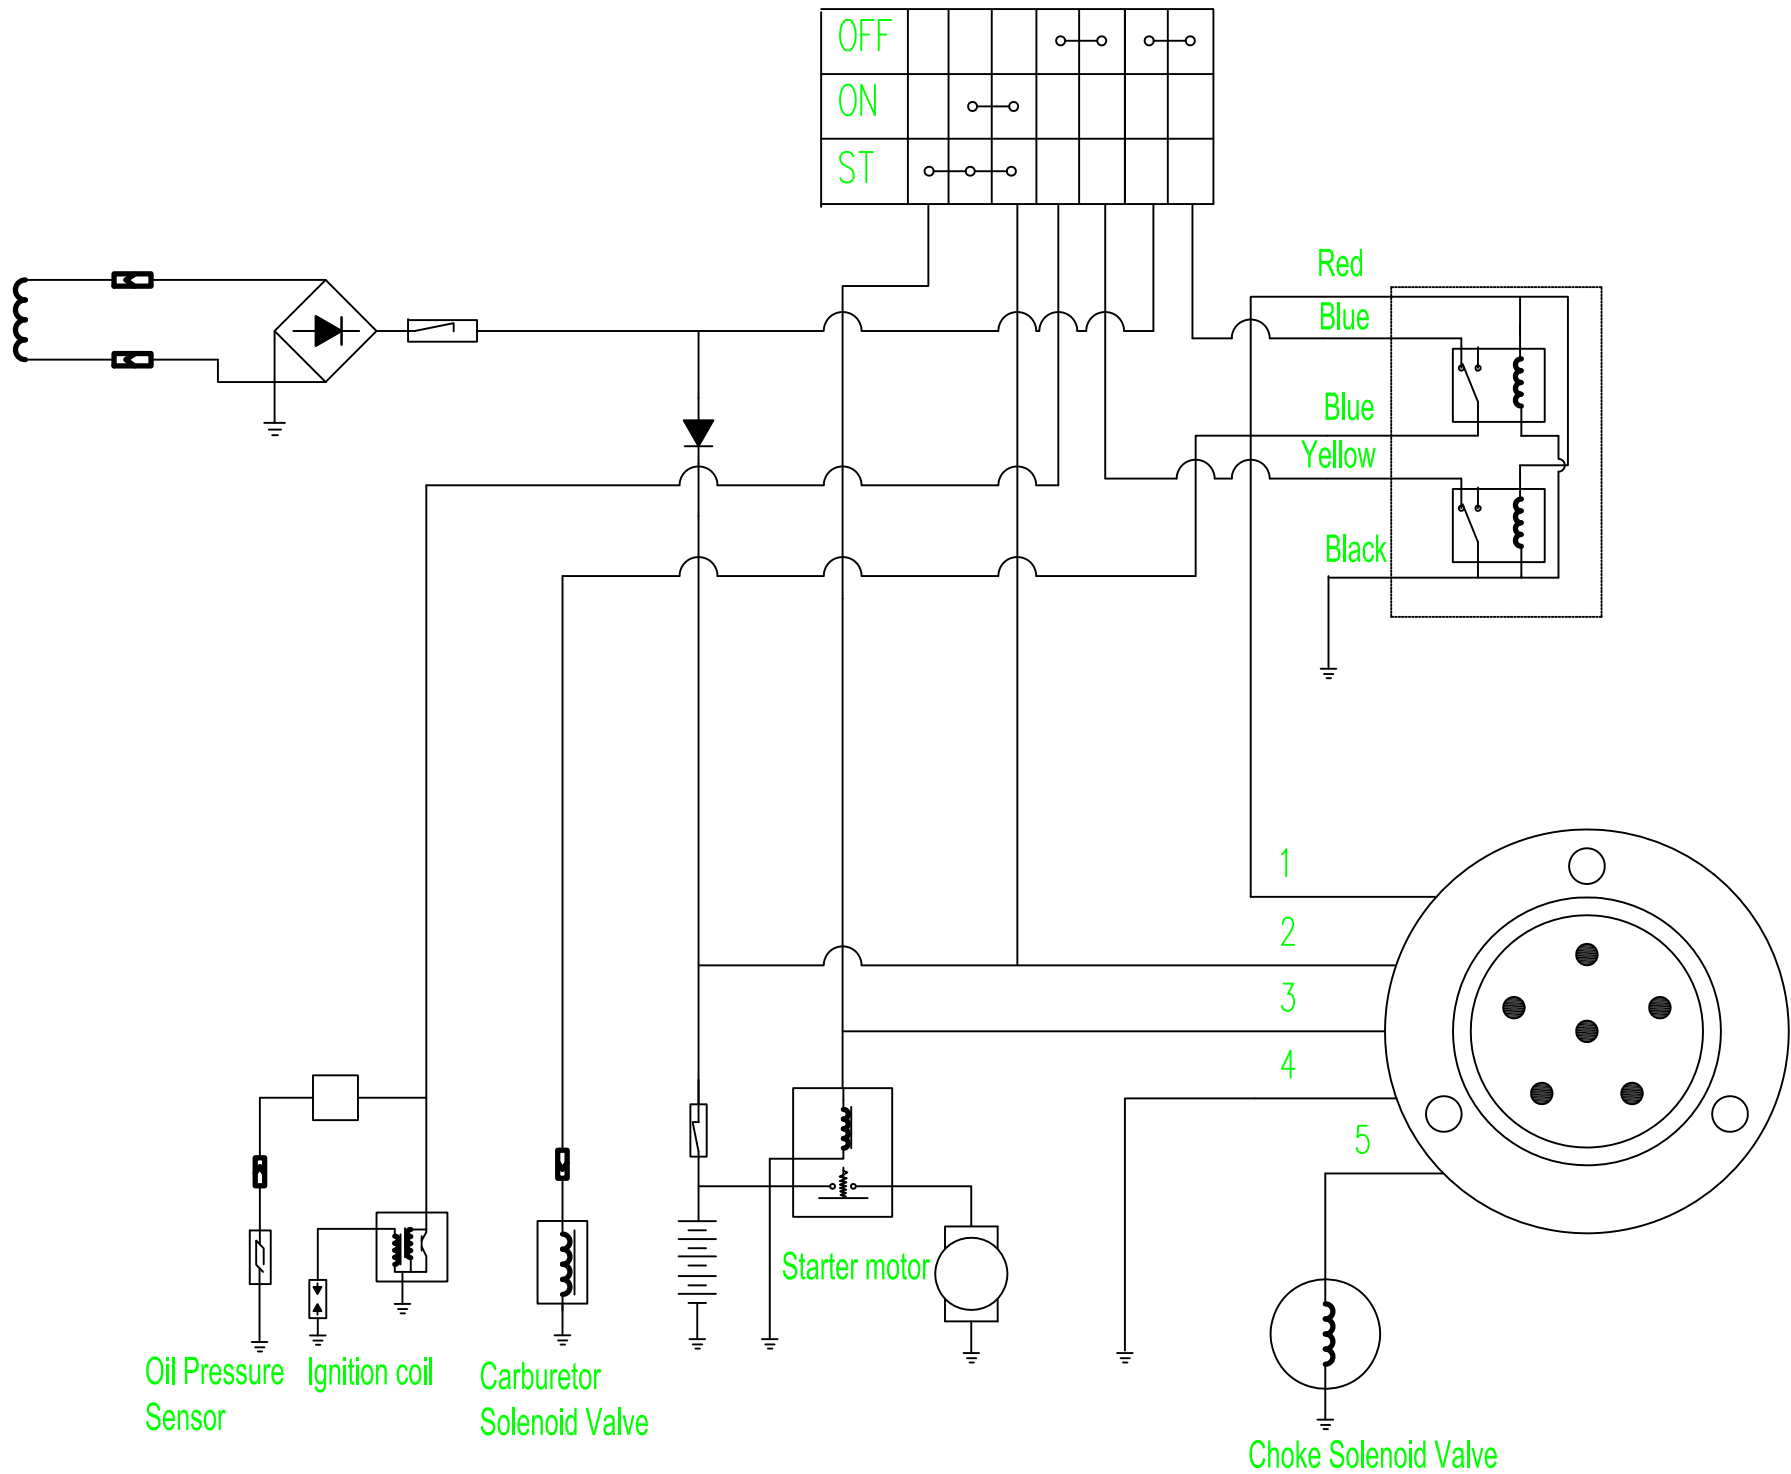 OFF
ON
ST
Red
Blue
Blue
Yellow
Black
1
2
3
4
5
Starter motor
Oil Pressure
Sensor
Ignition coil
Carburetor
Solenoid Valve
Choke Solenoid Valve